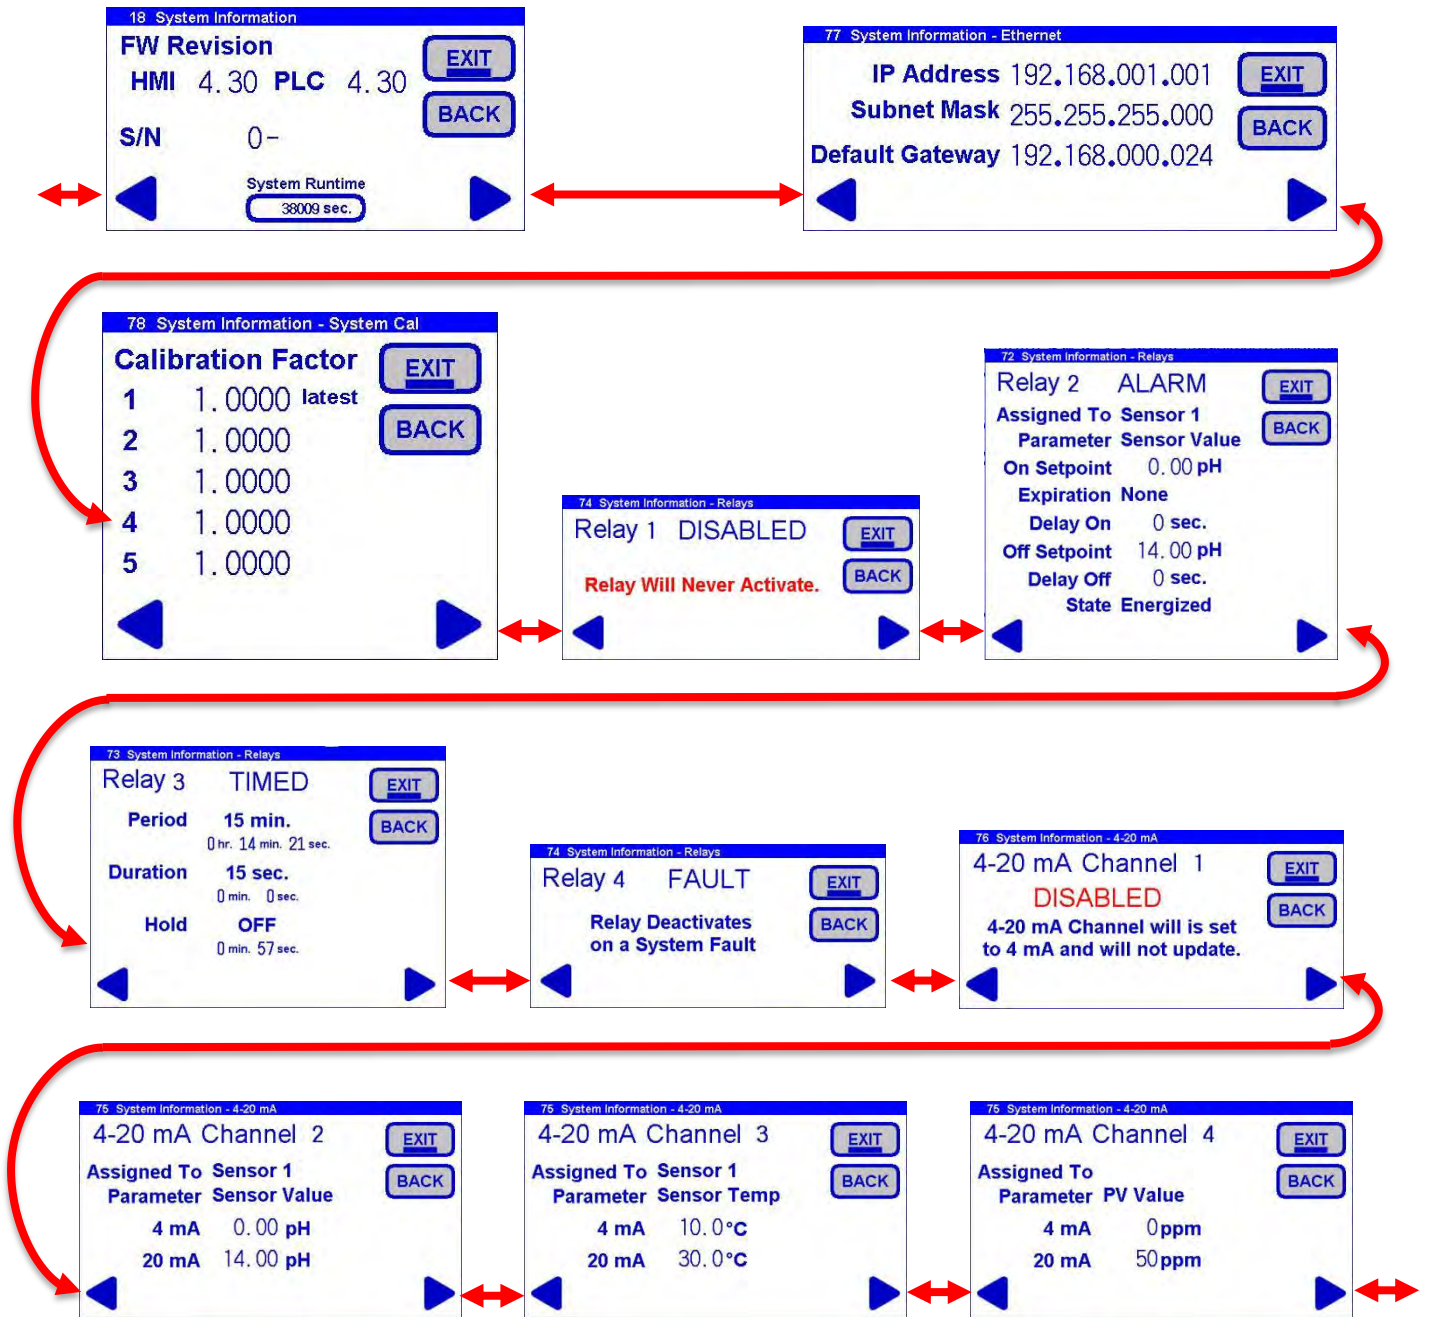 18 System Information
FW Revision
HMI 4.30 PLC 4.30
S/N 0-
System Runtime
38009 sec.
EXIT
BACK
77 System Information - Ethernet
IP Address 192.168.001.001
Subnet Mask 255.255.255.000
Default Gateway 192.168.000.024
EXIT
BACK
78 System Information - System Cal
Calibration Factor
1 1.0000 latest
2 1.0000
3 1.0000
4 1.0000
5 1.0000
EXIT
BACK
74 System Information - Relays
Relay 1 DISABLED
Relay Will Never Activate.
EXIT
BACK
72 System Information - Relays
Relay 2 ALARM
Assigned To Sensor 1
Parameter Sensor Value
On Setpoint 0.00 pH
Expiration None
Delay On 0 sec.
Off Setpoint 14.00 pH
Delay Off 0 sec.
State Energized
EXIT
BACK
73 System Information - Relays
Relay 3 TIMED
Period 15 min.
0 hr. 14 min. 21 sec.
Duration 15 sec.
0 min. 0 sec.
Hold OFF
0 min. 57 sec.
EXIT
BACK
74 System Information - Relays
Relay 4 FAULT
Relay Deactivates
on a System Fault
EXIT
BACK
76 System Information - 4-20 mA
4-20 mA Channel 1
DISABLED
4-20 mA Channel will is set
to 4 mA and will not update.
EXIT
BACK
75 System Information - 4-20 mA
4-20 mA Channel 2
Assigned To Sensor 1
Parameter Sensor Value
4 mA 0.00 pH
20 mA 14.00 pH
EXIT
BACK
75 System Information - 4-20 mA
4-20 mA Channel 3
Assigned To Sensor 1
Parameter Sensor Temp
4 mA 10.0°C
20 mA 30.0°C
EXIT
BACK
75 System Information - 4-20 mA
4-20 mA Channel 4
Assigned To
Parameter PV Value
4 mA 0ppm
20 mA 50ppm
EXIT
BACK